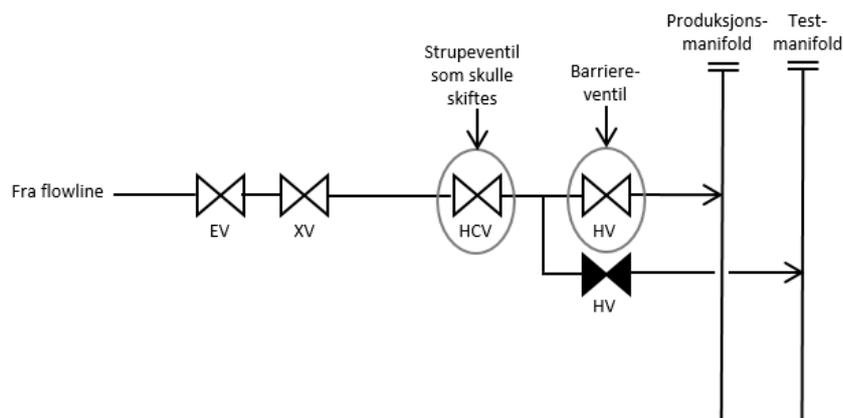 Produksjons-
manifold
Test-
manifold
Strupeventil
som skulle
skiftes
Barriere-
ventil
Fra flowline
EV
XV
HCV
HV
HV